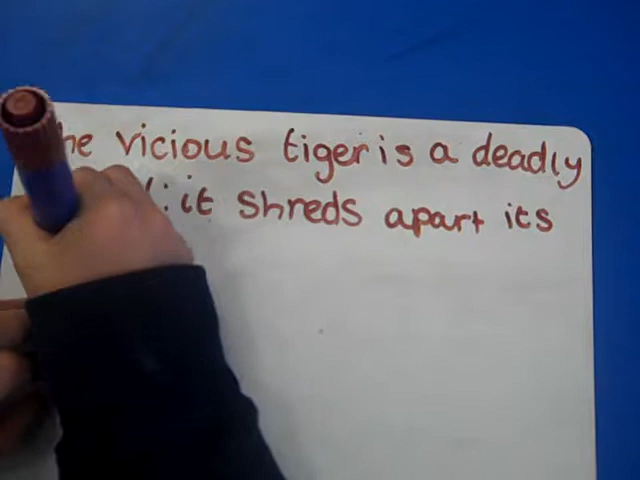 he vicious tiger is a deadly
: it shreds apart its